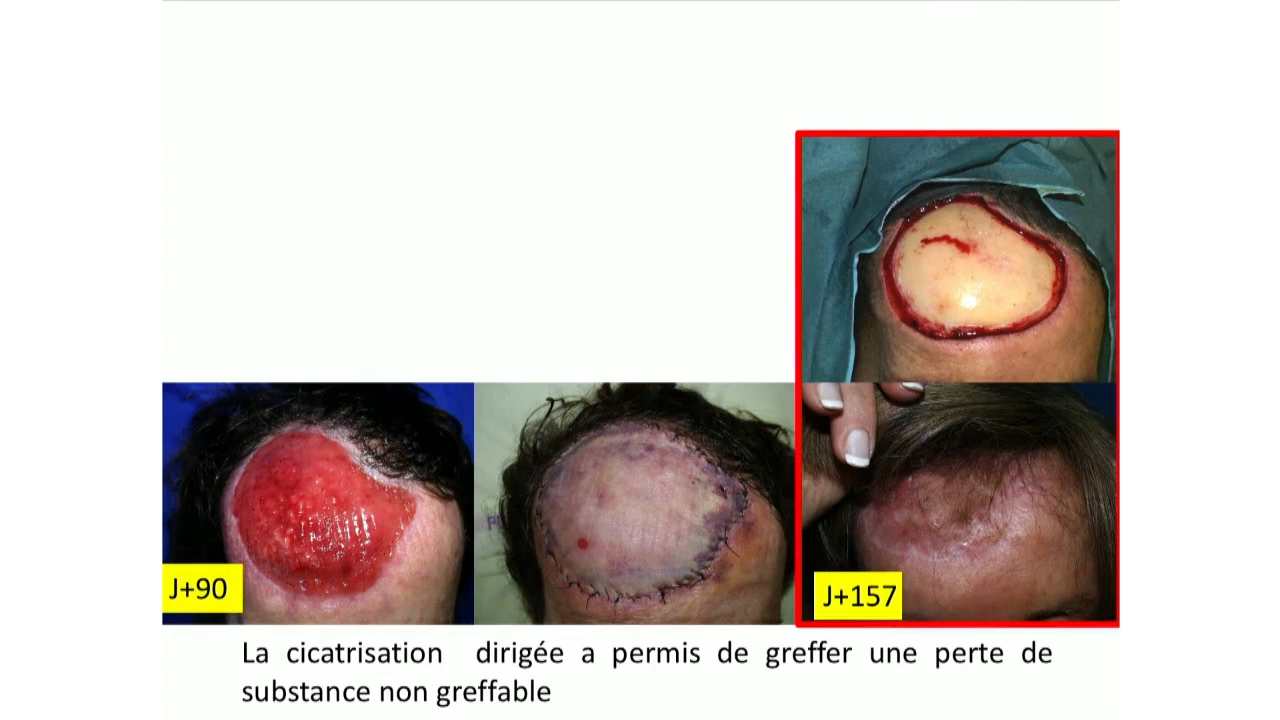 J+90
J+157
La cicatrisation dirigée a permis de greffer une perte de
substance non greffable